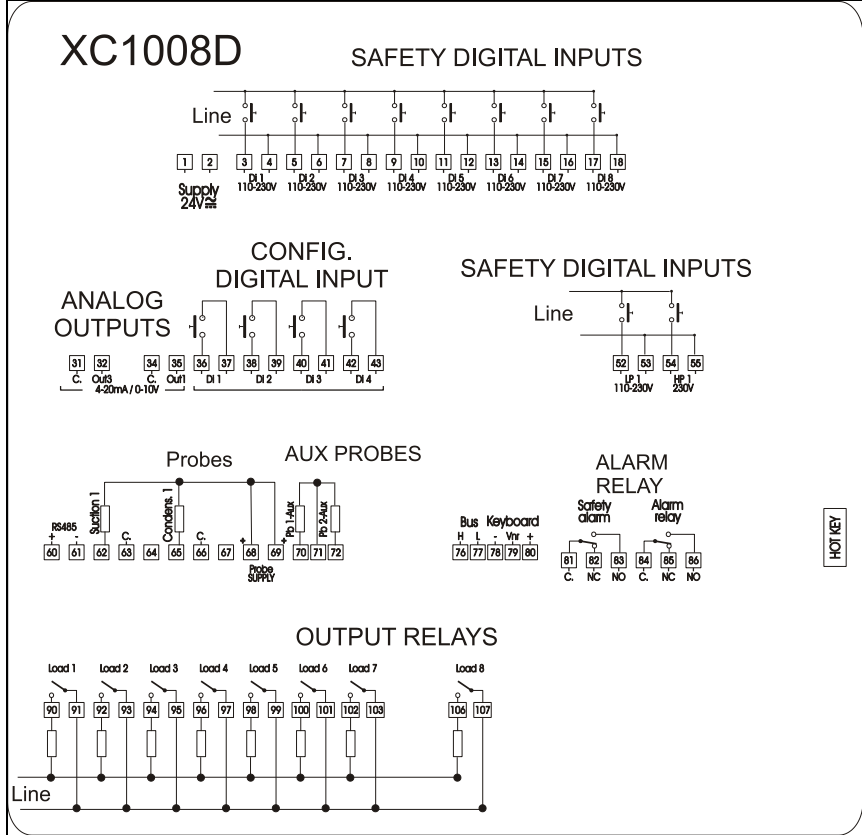 XC1008D
SAFETY DIGITAL INPUTS
Line
1 2 3 4 5 6 7 8 9 10 11 12 13 14 15 16 17 18
Supply
24V
DI 1 DI 2 DI 3 DI 4 DI 5 DI 6 DI 7 DI 8
110-230V 110-230V 110-230V 110-230V 110-230V 110-230V 110-230V 110-230V
CONFIG.
DIGITAL INPUT
SAFETY DIGITAL INPUTS
ANALOG
OUTPUTS
Line
31 32 34 35 36 37 38 39 40 41 42 43
C. Out3 C. Out1 DI 1 DI 2 DI 3 DI 4
4-20mA / 0-10V
52 53 54 55
LP 1 HP 1
110-230V 230V
Probes
AUX PROBES
ALARM
RELAY
Suction 1
Condens. 1
Pb 1-Aux
Pb 2-Aux
RS485
+ - C. C. + +
60 61 62 63 64 65 66 67 68 69 70 71 72
Probe
SUPPLY
Bus Keyboard
H L - Vnr +
76 77 78 79 80
Safety
alarm
Alarm
relay
81 82 83 84 85 86
C. NC NO C. NC NO
HOT KEY
OUTPUT RELAYS
Load 1 Load 2 Load 3 Load 4 Load 5 Load 6 Load 7 Load 8
90 91 92 93 94 95 96 97 98 99 100 101 102 103 106 107
Line